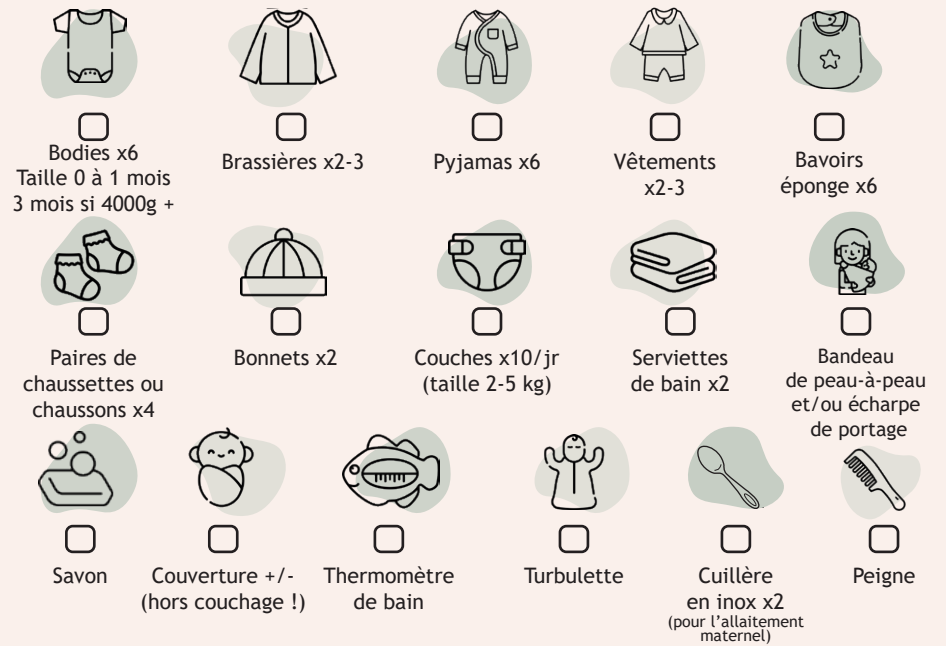 Bodies x6
Taille 0 à 1 mois
3 mois si 4000g +
Brassières x2-3
Pyjamas x6
Vêtements
x2-3
Bavoirs
éponge x6
Paires de
chaussettes ou
chaussons x4
Bonnets x2
Couches x10/jr
(taille 2-5 kg)
Serviettes
de bain x2
Bandeau
de peau-à-peau
et/ou écharpe
de portage
Savon
Couverture +/-
(hors couchage !)
Thermomètre
de bain
Turbulette
Cuillère
en inox x2
(pour l’allaitement
maternel)
Peigne